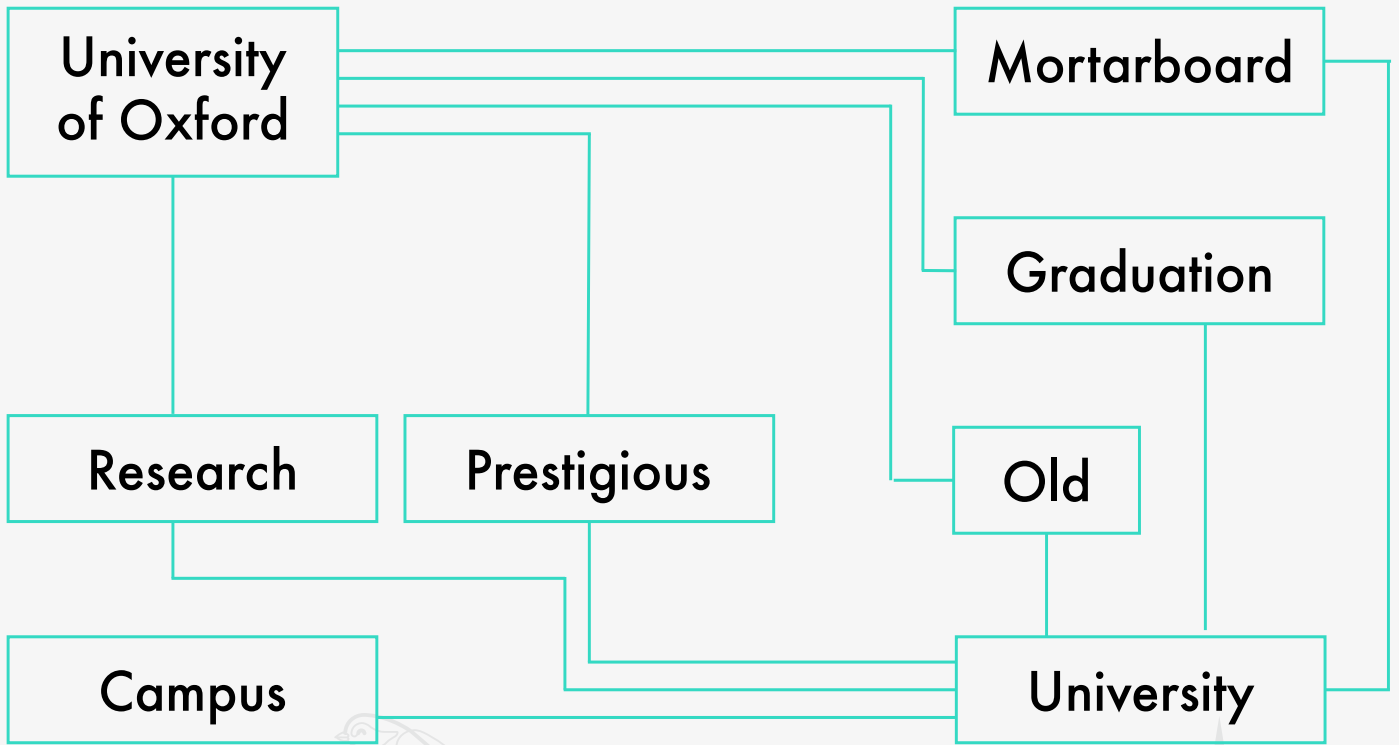 University
of Oxford
Mortarboard
Graduation
Research
Prestigious
Old
Campus
University